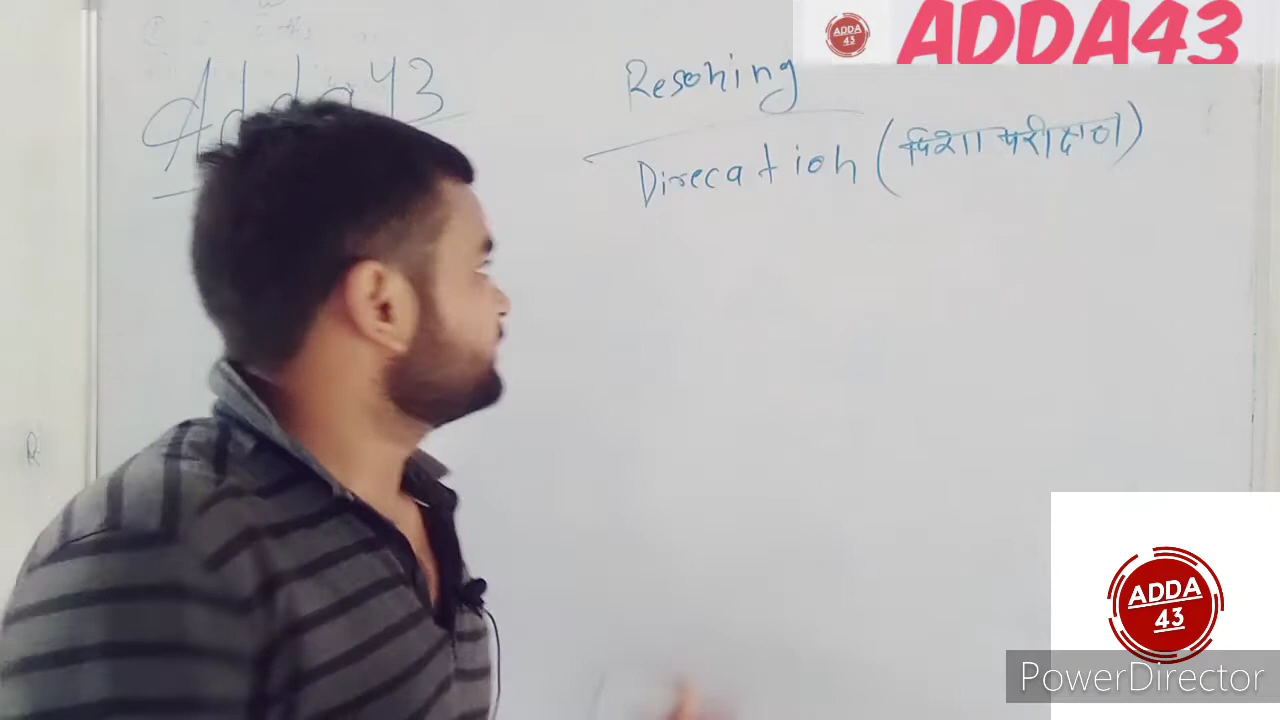 ADDA43
ADDA
43
Adda43
Resoning
Direcation (दिशा परीक्षण)
R
ADDA
43
PowerDirector